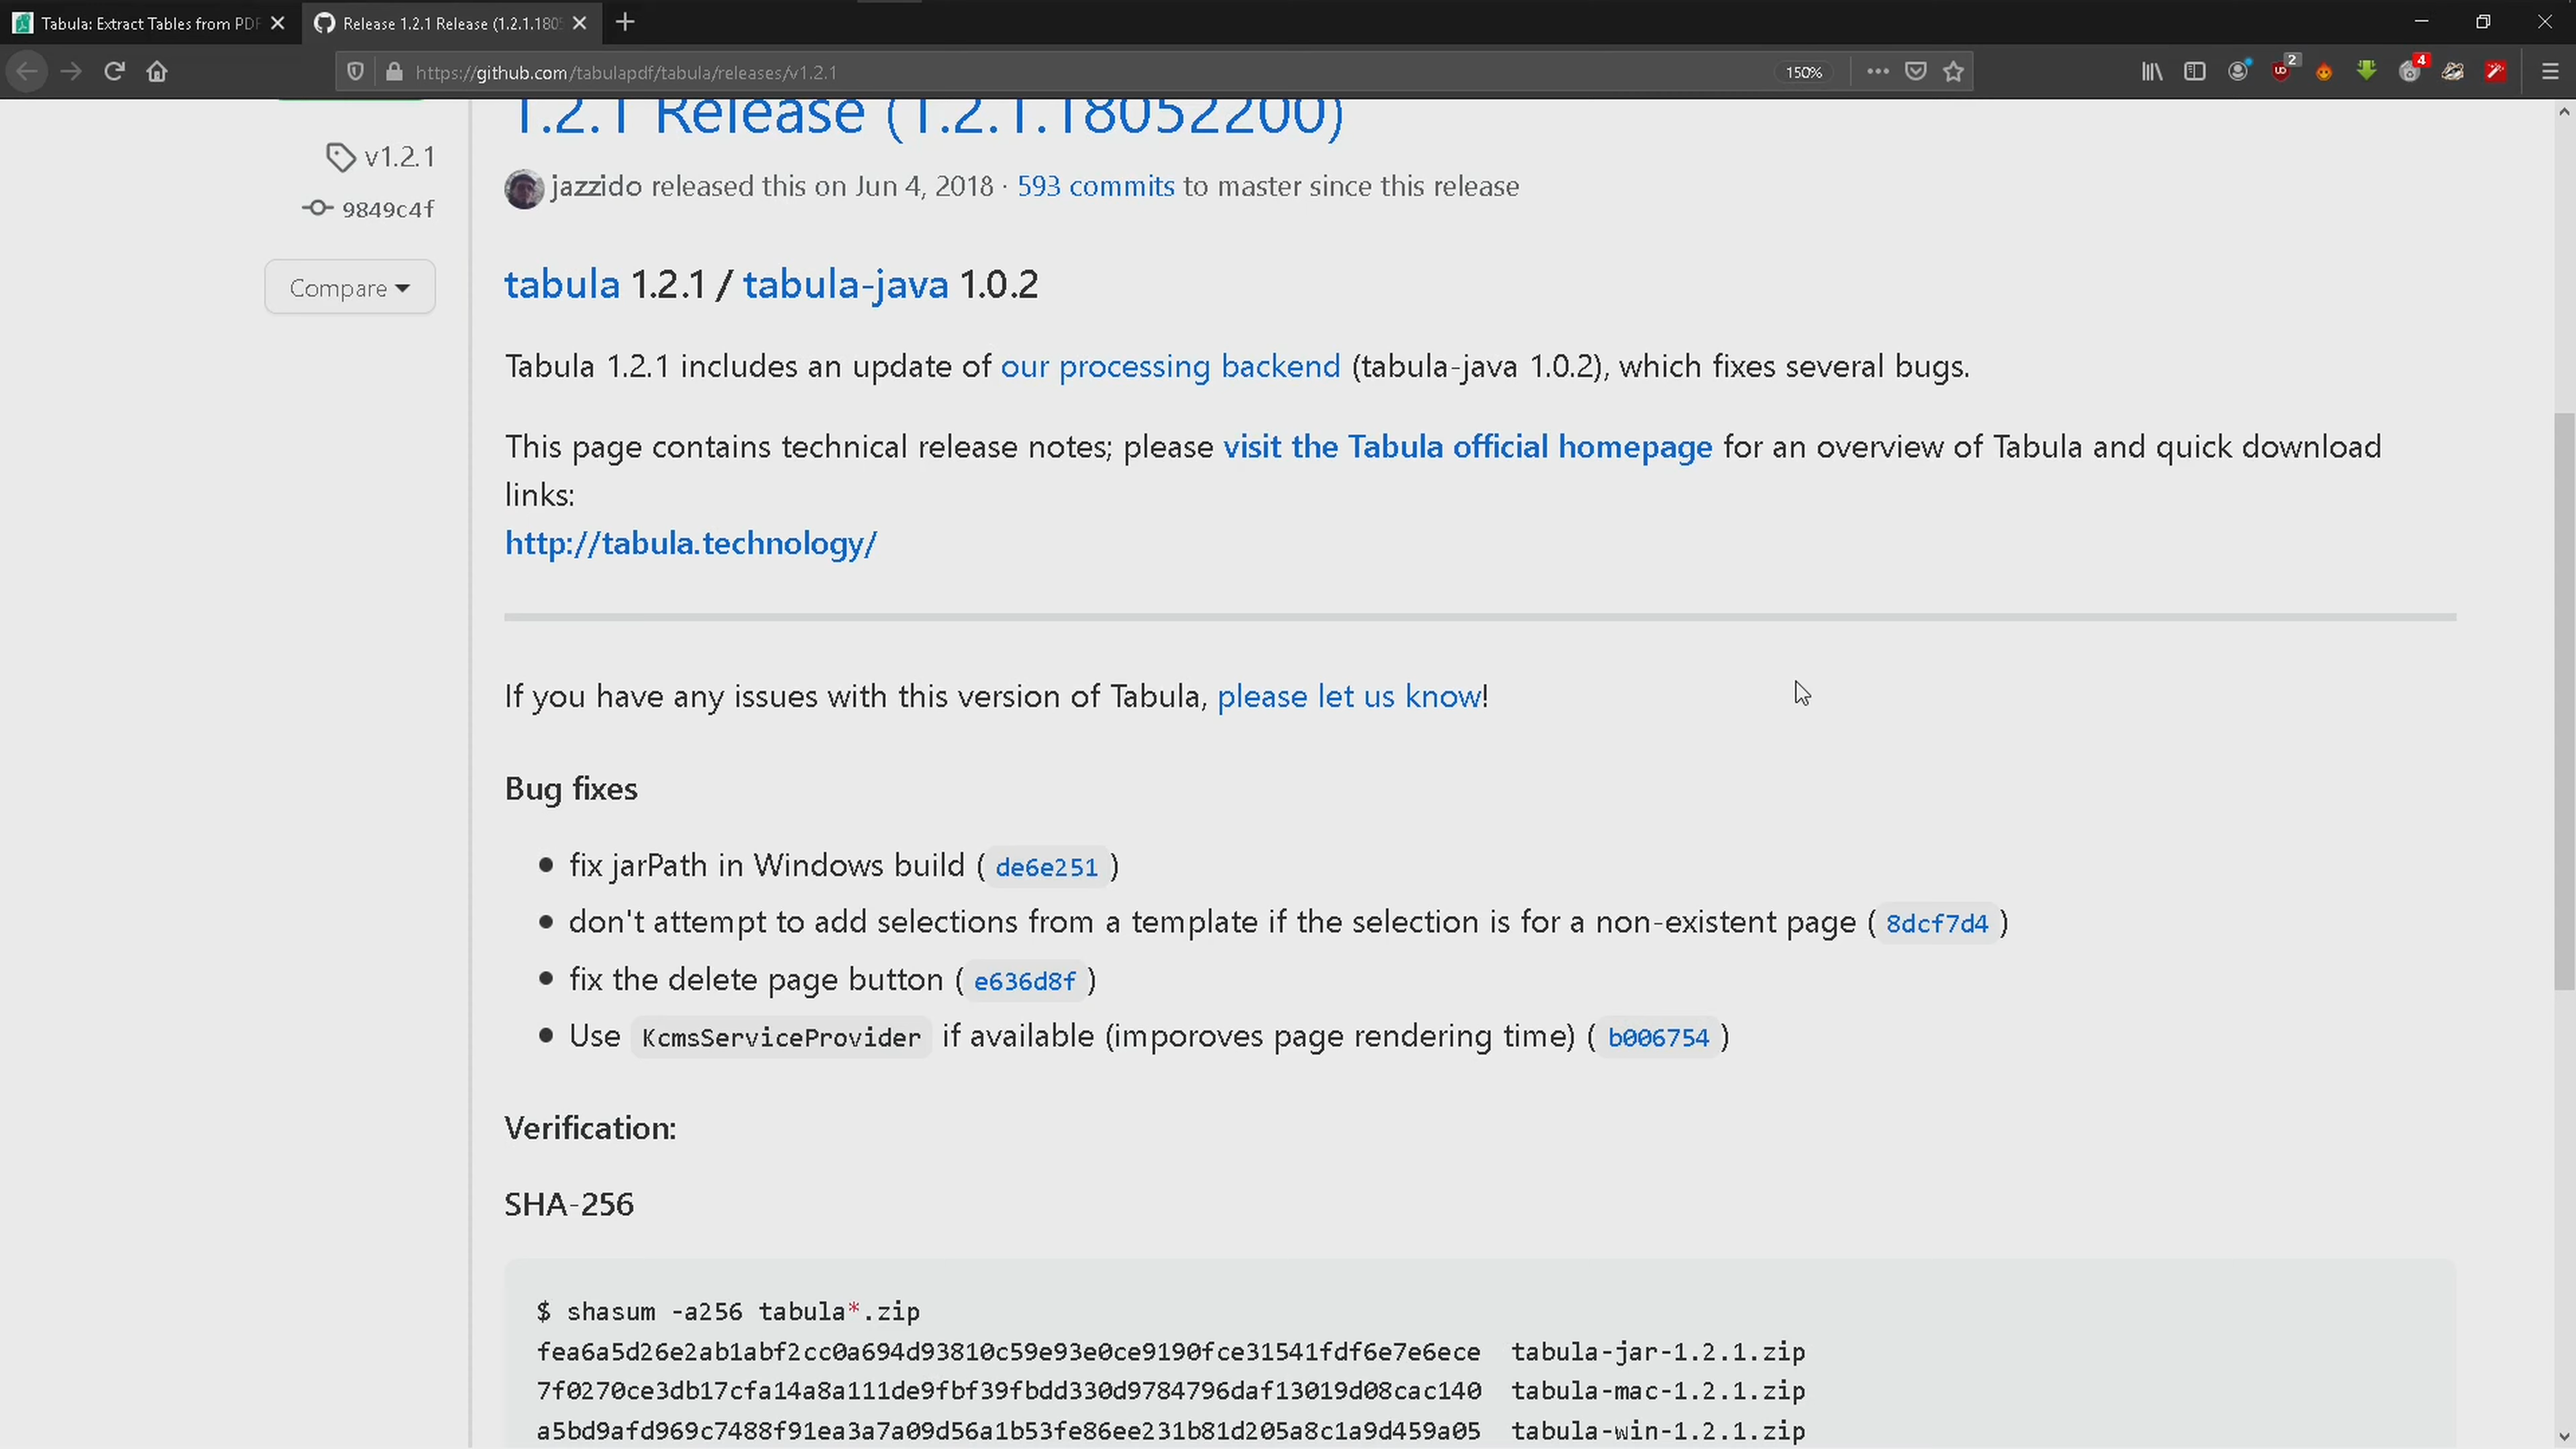 Tabula: Extract Tables from PDF
Release 1.2.1 Release (1.2.1.180
https://github.com/tabulapdf/tabula/releases/v1.2.1
150%
2
4
1.2.1 Release (1.2.1.18052200)
v1.2.1
jazzido released this on Jun 4, 2018 · 593 commits to master since this release
9849c4f
Compare
tabula 1.2.1 / tabula-java 1.0.2
Tabula 1.2.1 includes an update of our processing backend (tabula-java 1.0.2), which fixes several bugs.
This page contains technical release notes; please visit the Tabula official homepage for an overview of Tabula and quick download
links:
http://tabula.technology/
If you have any issues with this version of Tabula, please let us know!
Bug fixes
• fix jarPath in Windows build ( de6e251 )
• don't attempt to add selections from a template if the selection is for a non-existent page ( 8dcf7d4 )
• fix the delete page button ( e636d8f )
• Use KcmsServiceProvider if available (imporoves page rendering time) ( b006754 )
Verification:
SHA-256
$ shasum -a256 tabula*.zip
fea6a5d26e2ab1abf2cc0a694d93810c59e93e0ce9190fce31541fdf6e7e6ece  tabula-jar-1.2.1.zip
7f0270ce3db17cfa14a8a111de9fbf39fbdd330d9784796daf13019d08cac140  tabula-mac-1.2.1.zip
a5bd9afd969c7488f91ea3a7a09d56a1b53fe86ee231b81d205a8c1a9d459a05  tabula-win-1.2.1.zip